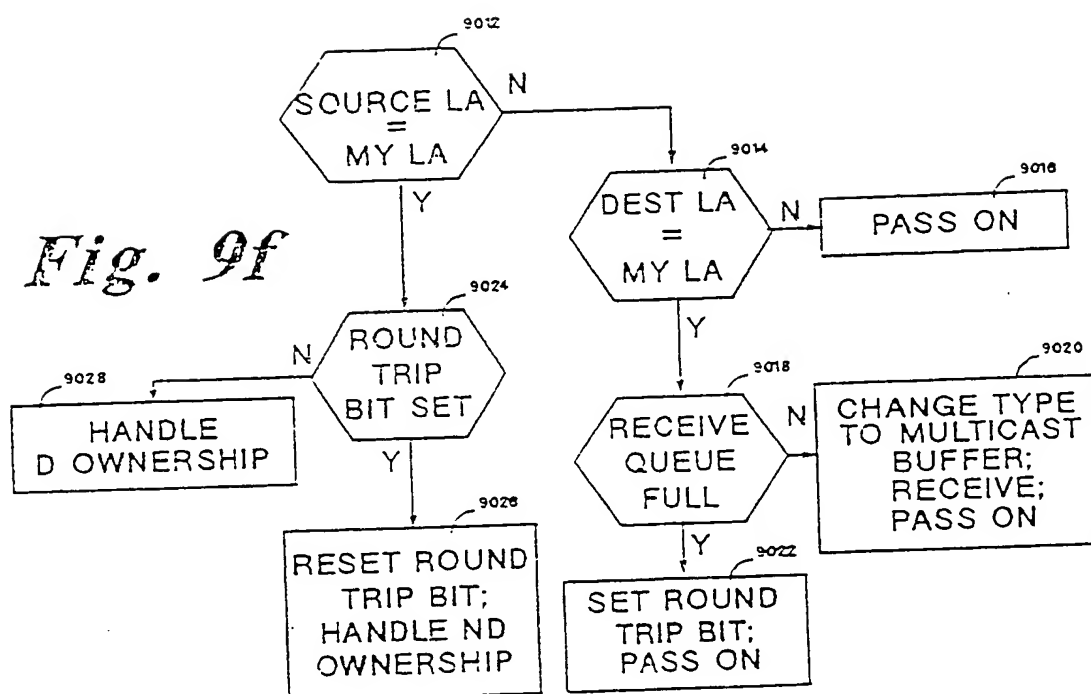 9012
SOURCE LA
=
MY LA
N
Y
9014
DEST LA
=
MY LA
N
Y
9016
PASS ON
Fig. 9f
9024
ROUND
TRIP
BIT SET
N
Y
9028
HANDLE
D OWNERSHIP
9018
RECEIVE
QUEUE
FULL
N
Y
9020
CHANGE TYPE
TO MULTICAST
BUFFER;
RECEIVE;
PASS ON
9026
RESET ROUND
TRIP BIT;
HANDLE ND
OWNERSHIP
9022
SET ROUND
TRIP BIT;
PASS ON